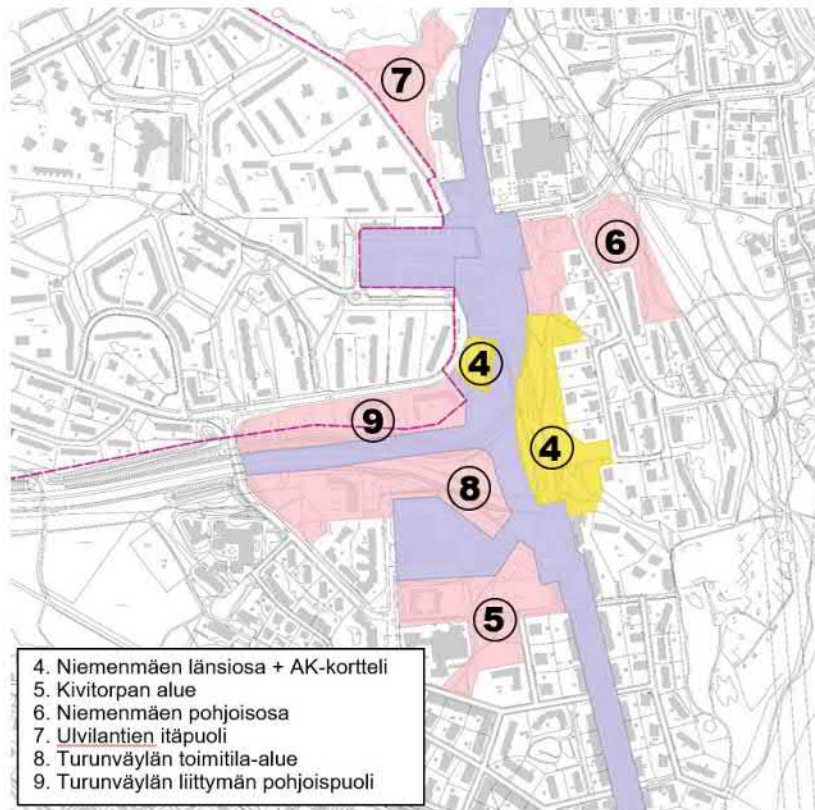 7
6
4
9
4
8
5
4. Niemenmäen länsiosa + AK-kortteli
5. Kivitorpan alue
6. Niemenmäen pohjoisosa
7. Ulvilantien itäpuoli
8. Turunväylän toimitila-alue
9. Turunväylän liittymän pohjoispuoli